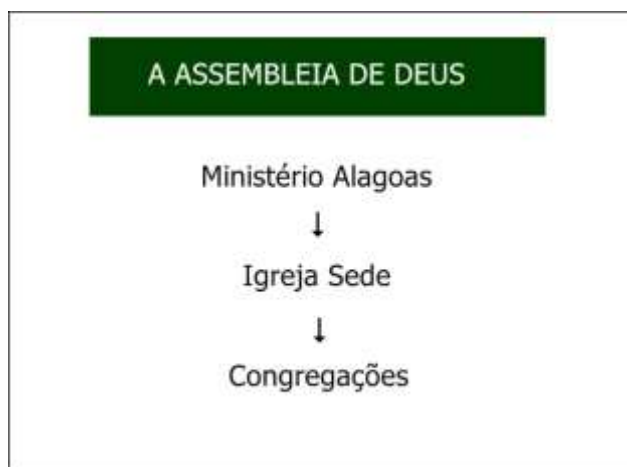 A ASSEMBLEIA DE DEUS
Ministério Alagoas
↓
Igreja Sede
↓
Congregações